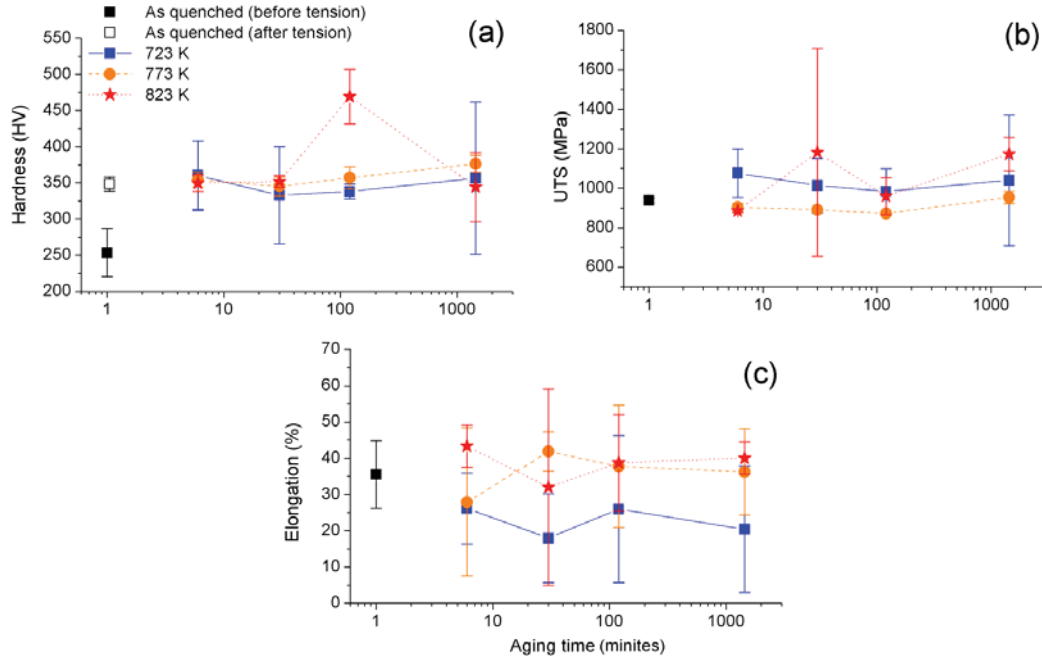 As quenched (before tension)
As quenched (after tension)
723 K
773 K
823 K
(a)
Hardness (HV)
550
500
450
400
350
300
250
200
1
10
100
1000
(b)
UTS (MPa)
1800
1600
1400
1200
1000
800
600
1
10
100
1000
(c)
Elongation (%)
70
60
50
40
30
20
10
0
1
10
100
1000
Aging time (minites)